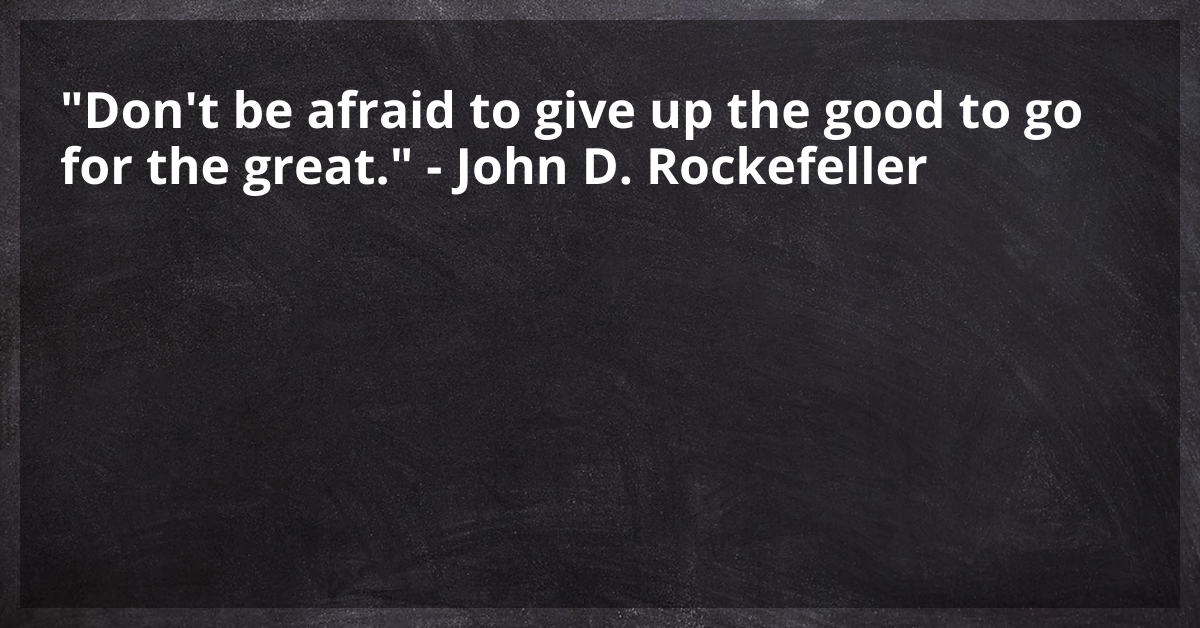 "Don't be afraid to give up the good to go
for the great." - John D. Rockefeller